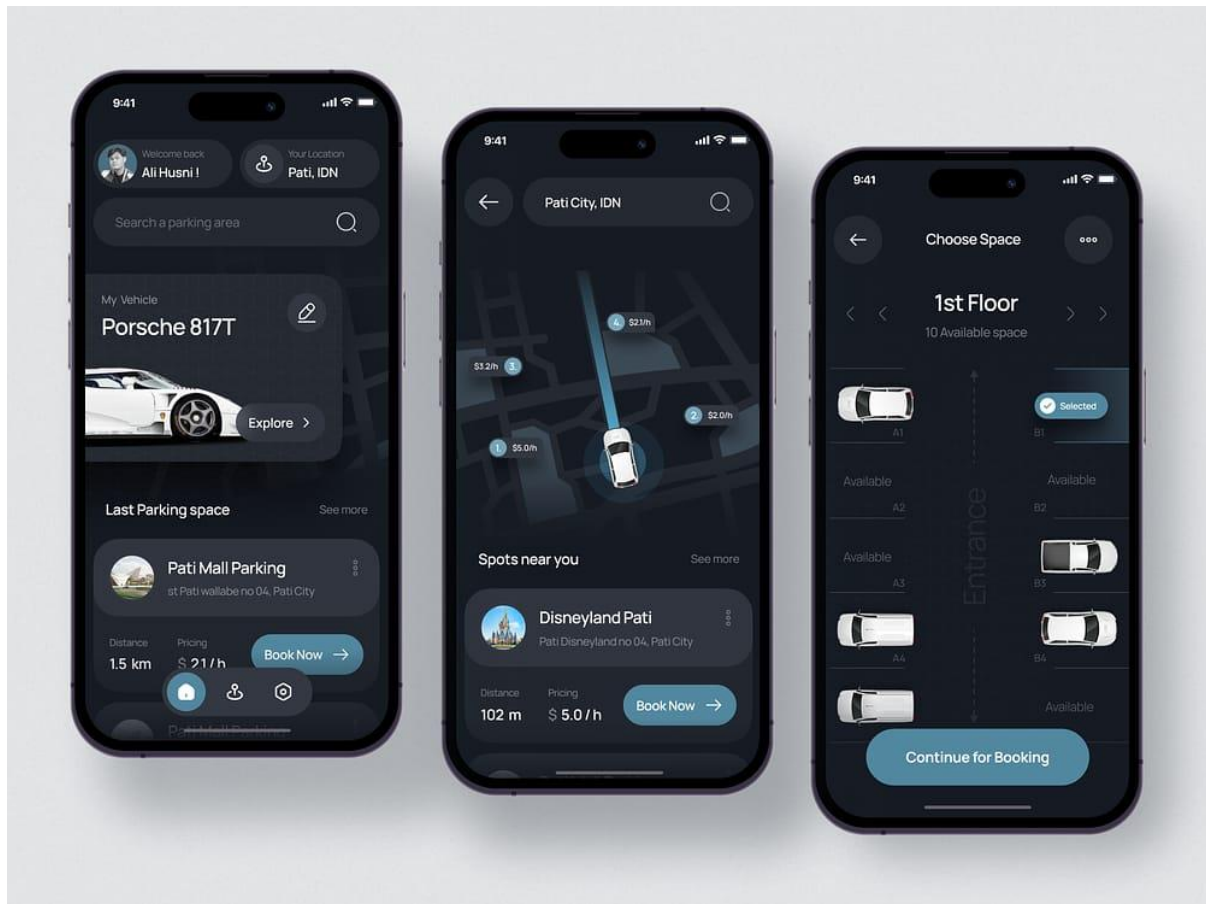 9:41
Welcome back
Ali Husni !
Your Location
Pati, IDN
Search a parking area
My Vehicle
Porsche 817T
Explore >
Last Parking space
See more
Pati Mall Parking
st Pati wallabe no 04, Pati City
Distance
Pricing
1.5 km
$ 2.1 / h
Book Now →
Pati Mall Parking
9:41
Pati City, IDN
4. $2.1/h
$3.2/h 3.
2. $2.0/h
1. $5.0/h
Spots near you
See more
Disneyland Pati
Pati Disneyland no 04, Pati City
Distance
Pricing
102 m
$ 5.0 / h
Book Now →
9:41
Choose Space
1st Floor
10 Available space
Selected
A1
B1
Available
Available
A2
B2
Entrance
Available
A3
B3
A4
B4
Available
Continue for Booking